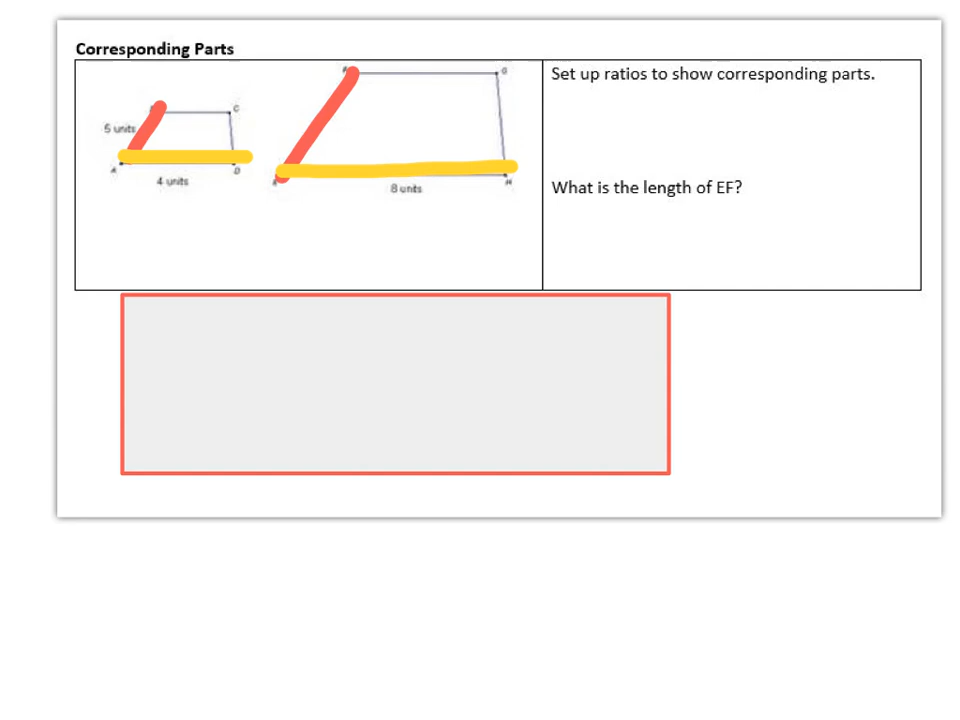 Corresponding Parts
Set up ratios to show corresponding parts.
G
C
5 units
What is the length of EF?
A
D
4 units
8 units
H